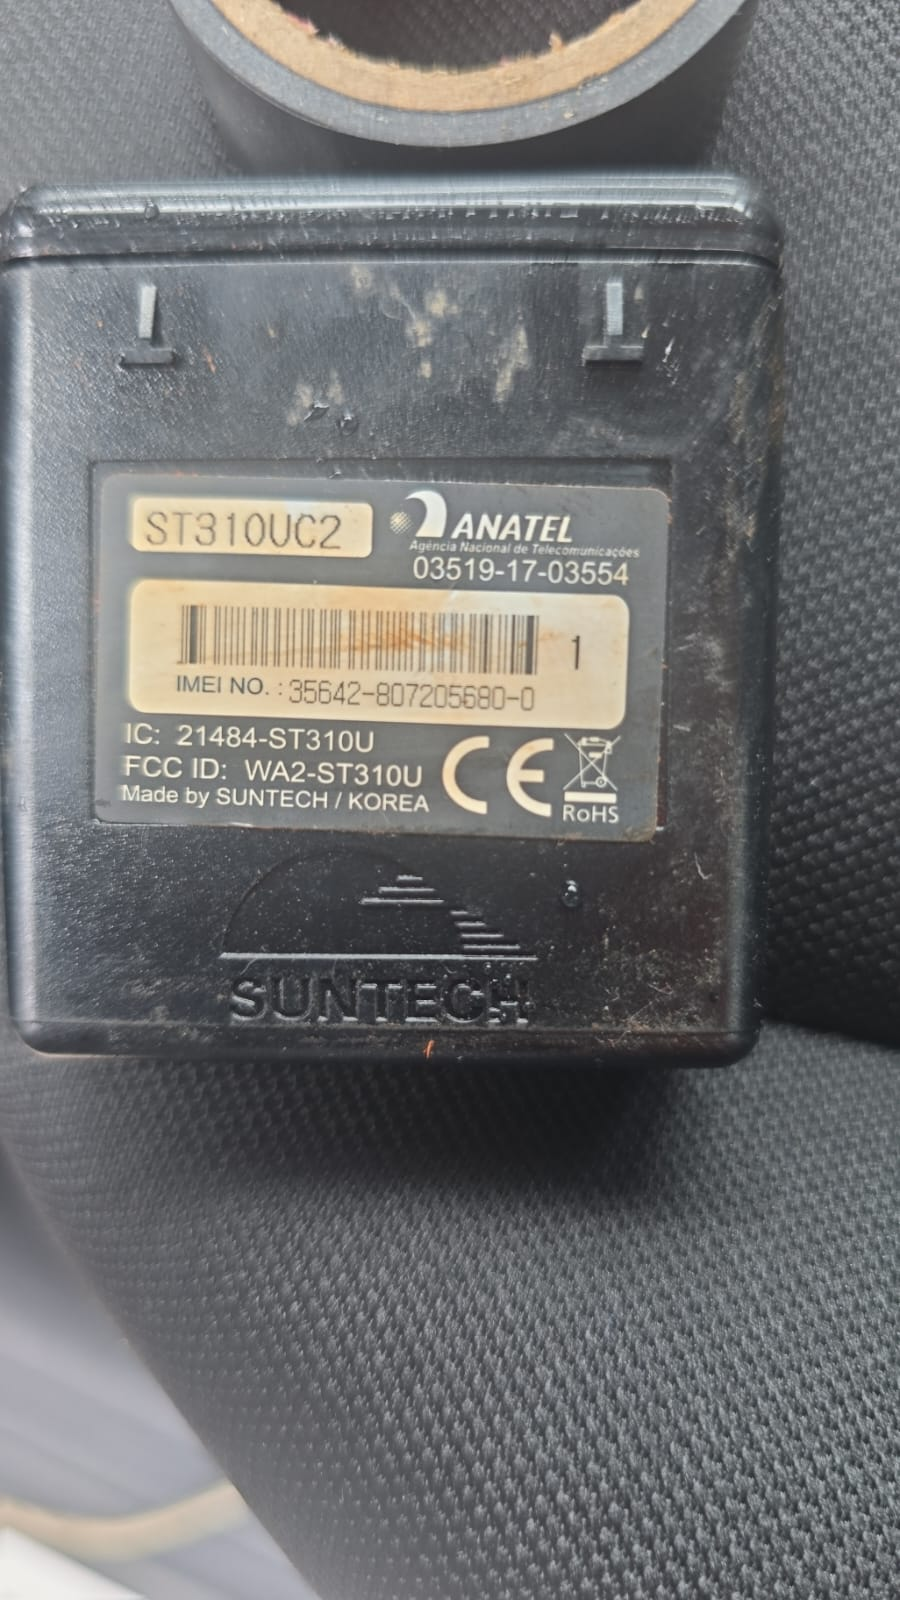 ST310UC2
ANATEL
Agência Nacional de Telecomunicações
03519-17-03554
1
IMEI NO. : 35642-807205680-0
IC: 21484-ST310U
FCC ID: WA2-ST310U
Made by SUNTECH / KOREA
CE
RoHS
SUNTECH